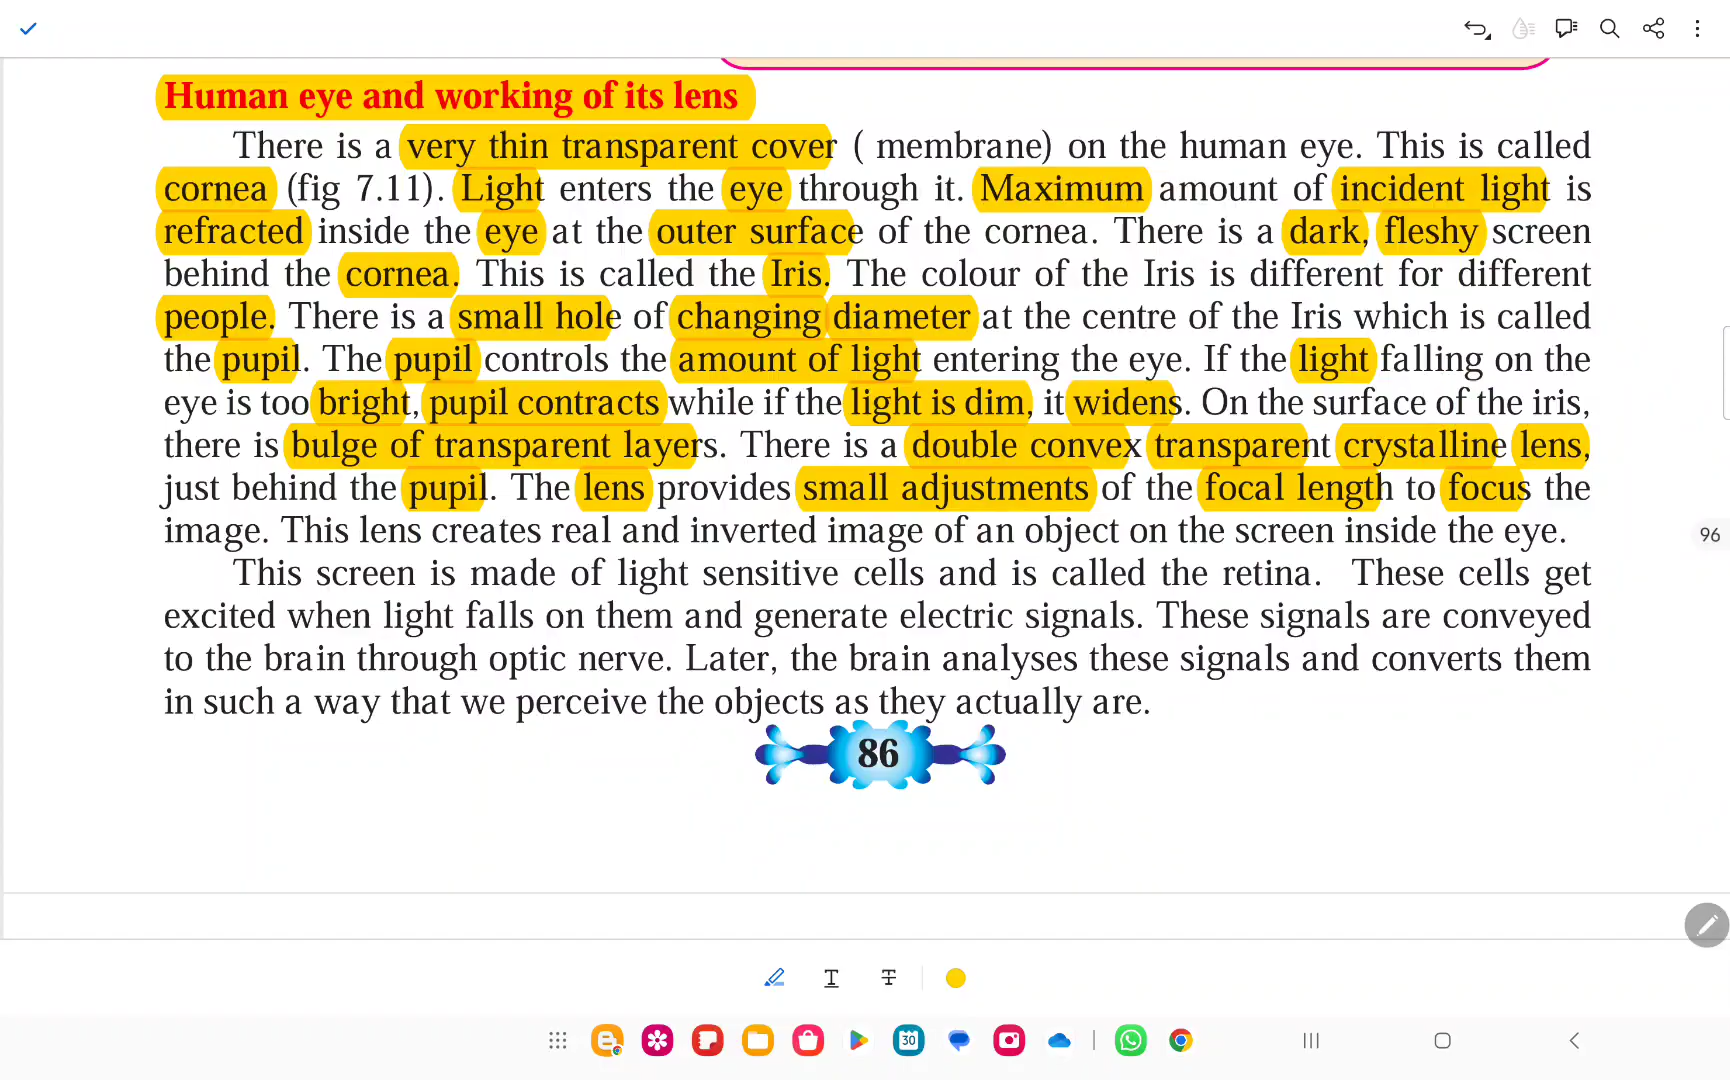 Human eye and working of its lens
There is a very thin transparent cover ( membrane) on the human eye. This is called
cornea (fig 7.11). Light enters the eye through it. Maximum amount of incident light is
refracted inside the eye at the outer surface of the cornea. There is a dark, fleshy screen
behind the cornea. This is called the Iris. The colour of the Iris is different for different
people. There is a small hole of changing diameter at the centre of the Iris which is called
the pupil. The pupil controls the amount of light entering the eye. If the light falling on the
eye is too bright, pupil contracts while if the light is dim, it widens. On the surface of the iris,
there is bulge of transparent layers. There is a double convex transparent crystalline lens,
just behind the pupil. The lens provides small adjustments of the focal length to focus the
image. This lens creates real and inverted image of an object on the screen inside the eye.
This screen is made of light sensitive cells and is called the retina. These cells get
excited when light falls on them and generate electric signals. These signals are conveyed
to the brain through optic nerve. Later, the brain analyses these signals and converts them
in such a way that we perceive the objects as they actually are.
86
96
30